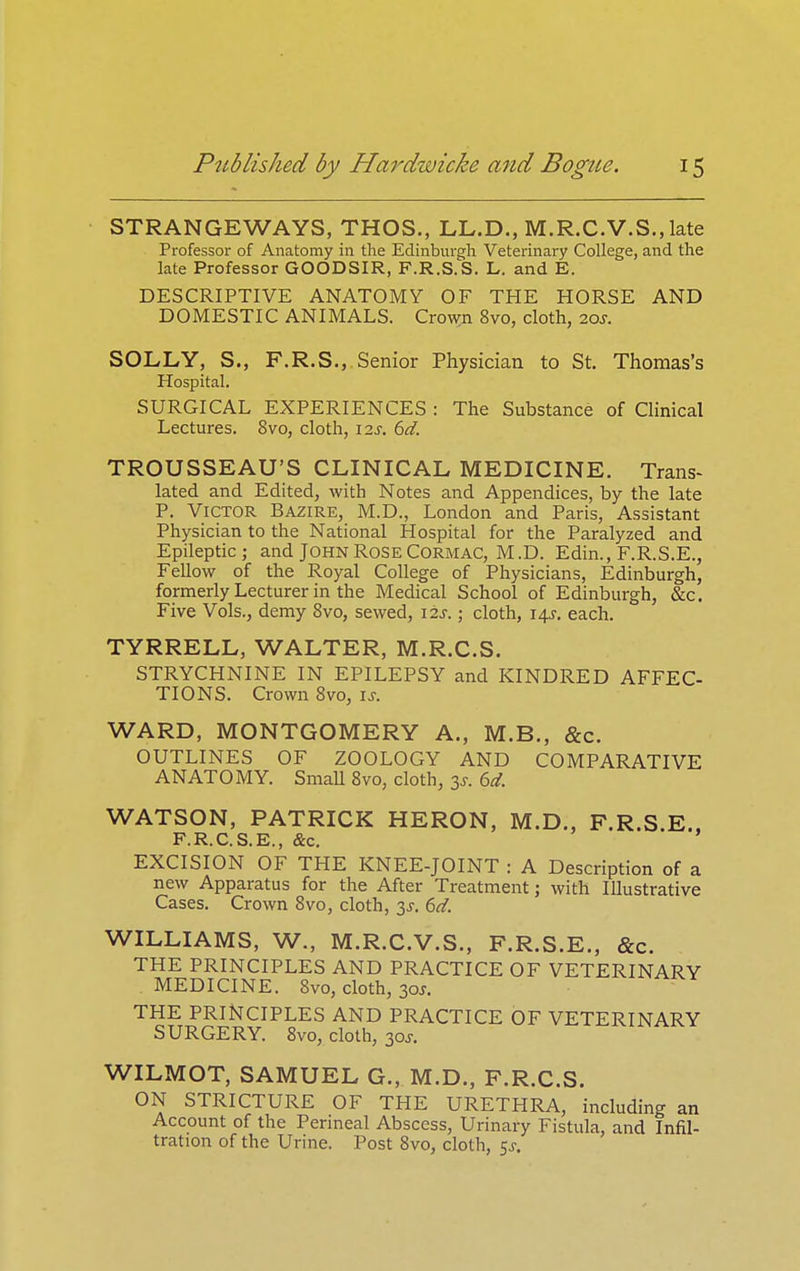 Published by Hardwicke and Bogue. 15
STRANGEWAYS, THOS., LL.D., M.R.C.V.S., late
Professor of Anatomy in the Edinburgh Veterinary College, and the
late Professor GOODSIR, F.R.S.S. L. and E.
DESCRIPTIVE ANATOMY OF THE HORSE AND
DOMESTIC ANIMALS. Crown 8vo, cloth, 20s.
SOLLY, S., F.R.S., Senior Physician to St. Thomas's
Hospital.
SURGICAL EXPERIENCES : The Substance of Clinical
Lectures. 8vo, cloth, 12s. 6d.
TROUSSEAU'S CLINICAL MEDICINE. Trans-
lated and Edited, with Notes and Appendices, by the late
P. VICTOR BAZIRE, M.D., London and Paris, Assistant
Physician to the National Hospital for the Paralyzed and
Epileptic ; and JOHN ROSE CORMAC, M.D. Edin., F.R.S.E.,
Fellow of the Royal College of Physicians, Edinburgh,
formerly Lecturer in the Medical School of Edinburgh, &c.
Five Vols., demy 8vo, sewed, 12s. ; cloth, 14s. each.
TYRRELL, WALTER, M.R.C.S.
STRYCHNINE IN EPILEPSY and KINDRED AFFEC-
TIONS. Crown 8vo, 1s.
WARD, MONTGOMERY A., M.B., &c.
OUTLINES OF ZOOLOGY AND COMPARATIVE
ANATOMY. Small 8vo, cloth, 3s. 6d.
WATSON, PATRICK HERON, M.D., F.R.S.E.,
F.R.C.S.E., &c.
EXCISION OF THE KNEE-JOINT : A Description of a
new Apparatus for the After Treatment ; with Illustrative
Cases. Crown 8vo, cloth, 3s. 6d.
WILLIAMS, W., M.R.C.V.S., F.R.S.E., &c.
THE PRINCIPLES AND PRACTICE OF VETERINARY
MEDICINE. 8vo, cloth, 30s.
THE PRINCIPLES AND PRACTICE OF VETERINARY
SURGERY. 8vo, cloth, 30s.
WILMOT, SAMUEL G., M.D., F.R.C.S.
ON STRICTURE OF THE URETHRA, including an
Account of the Perineal Abscess, Urinary Fistula, and Infil-
tration of the Urine. Post 8vo, cloth, 5s.